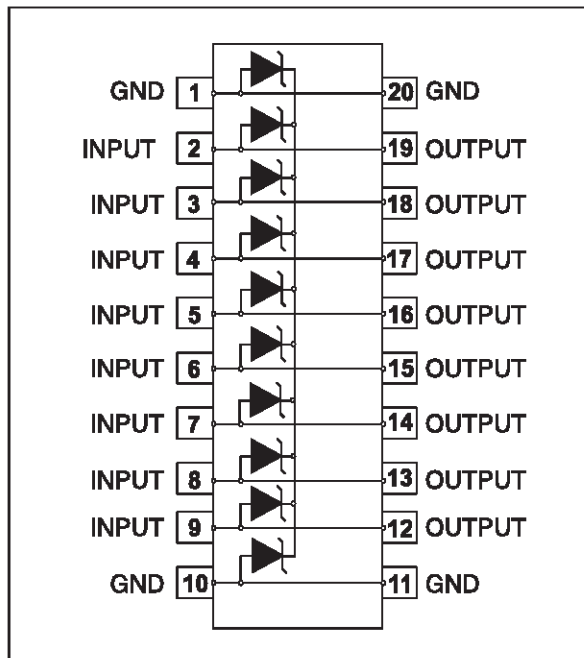 GND 1 20 GND
INPUT 2 19 OUTPUT
INPUT 3 18 OUTPUT
INPUT 4 17 OUTPUT
INPUT 5 16 OUTPUT
INPUT 6 15 OUTPUT
INPUT 7 14 OUTPUT
INPUT 8 13 OUTPUT
INPUT 9 12 OUTPUT
GND 10 11 GND